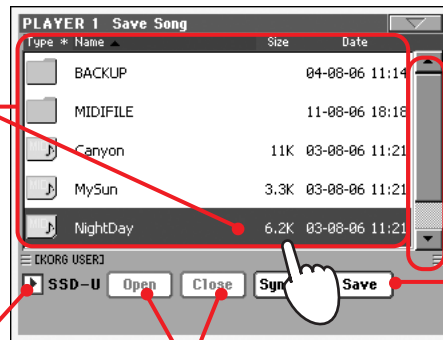 PLAYER 1 Save Song
Type * Name Size Date
BACKUP 04-08-06 11:14
MIDIFILE 11-08-06 18:18
Canyon 11K 03-08-06 11:21
MySun 3.3K 03-08-06 11:21
NightDay 6.2K 03-08-06 11:21
[KORG USER]
SSD-U Open Close Save